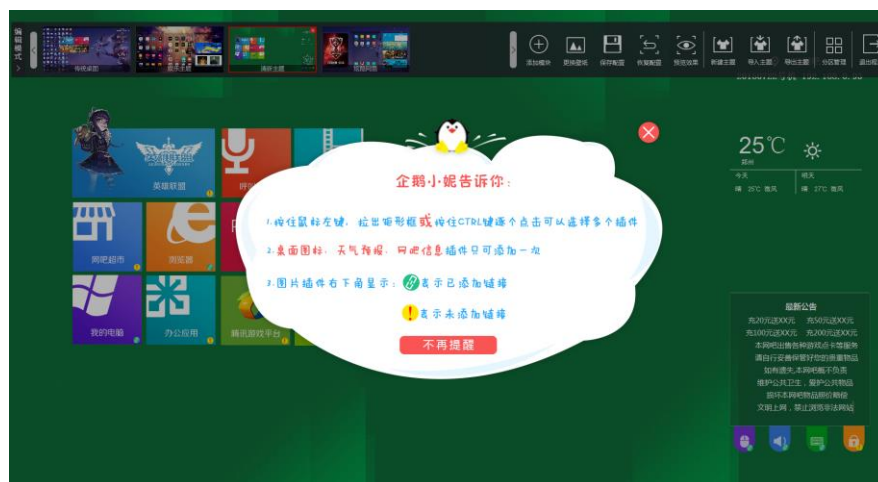 编辑模式
传统桌面
清新主题
添加模块
更换壁纸
保存配置
恢复配置
预览效果
新建主题
导入主题
导出主题
分区管理
25℃
郑州
今天
明天
晴 25℃ 微风
晴 27℃ 微风
英雄联盟
网吧超市
浏览器
我的电脑
办公应用
腾讯游戏平台
企鹅小妮告诉你:
1.按住鼠标左键,拉出矩形框或按住CTRL键逐个点击可以选择多个插件
2.桌面图标,天气预报,网吧信息插件只可添加一次
3.图片插件右下角显示:表示已添加链接
表示未添加链接
不再提醒
最新公告
充20元送XX元 充50元送XX元
充100元送XX元 充200元送XX元
本网吧出售各种游戏点卡等服务
请自行妥善保管好您的贵重物品
如有遗失,本网吧概不负责
维护公共卫生,爱护公共物品
损坏本网吧物品照价赔偿
文明上网,禁止浏览非法网站